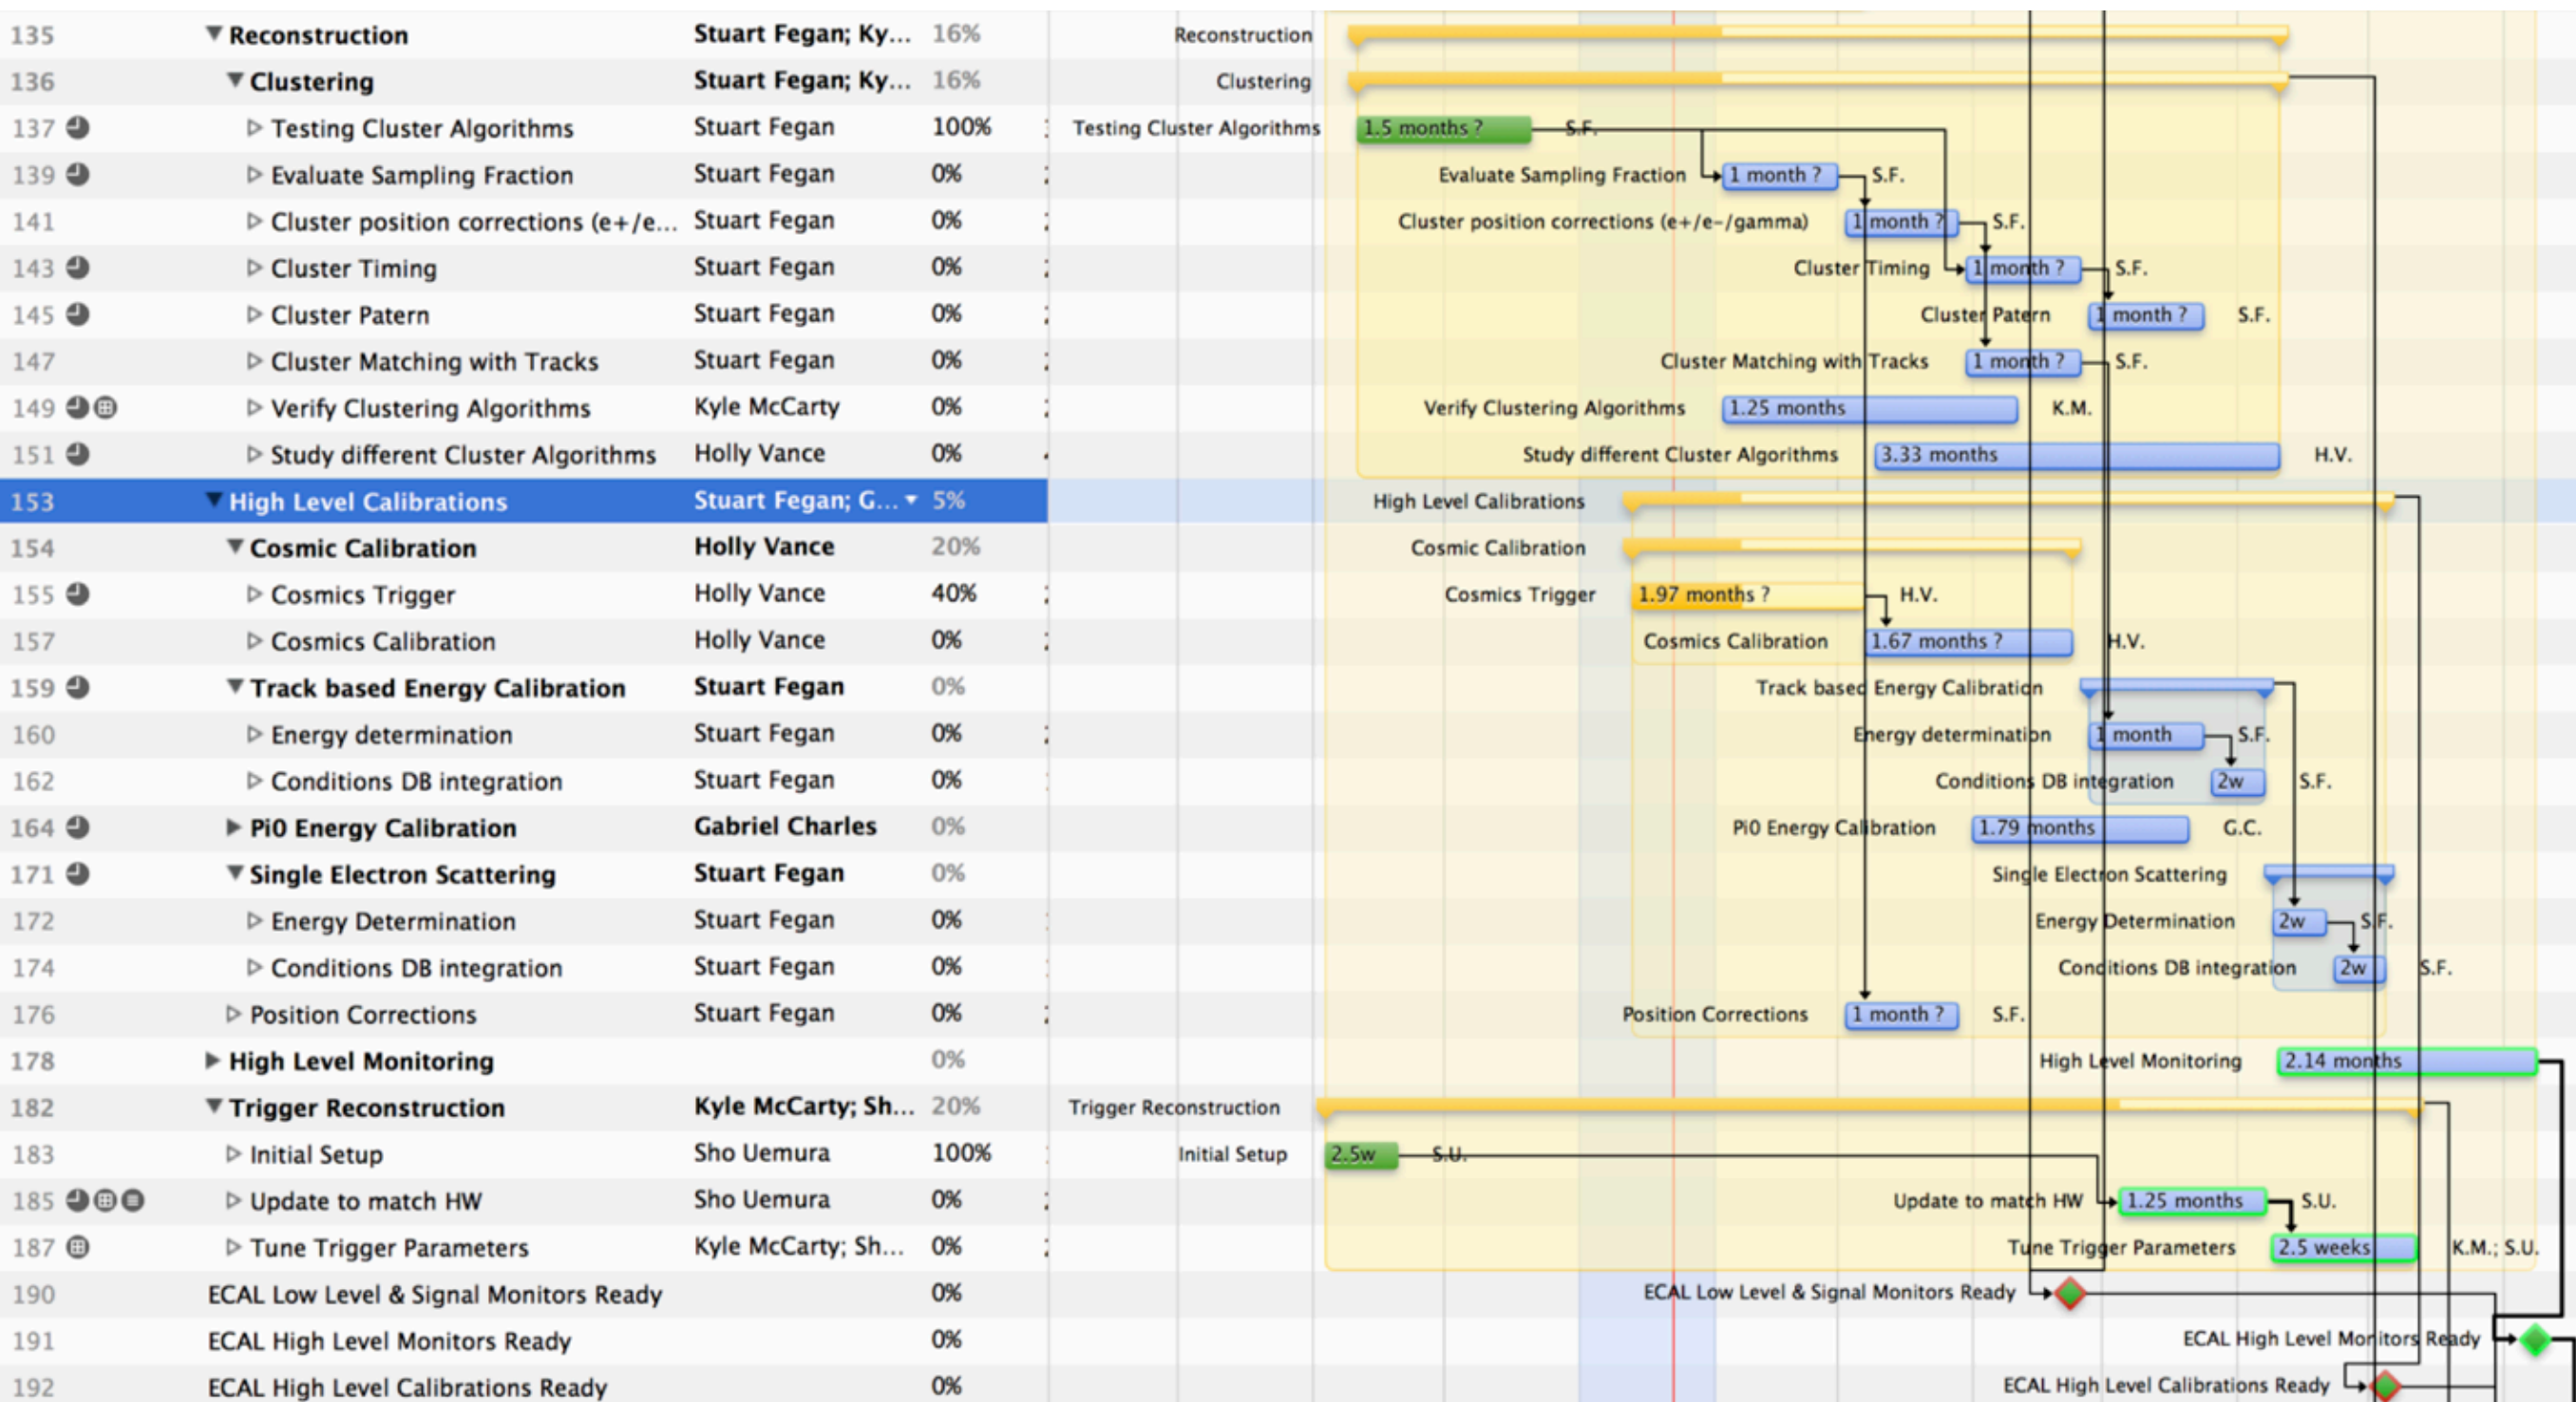 135 Reconstruction Stuart Fegan; Ky... 16% Reconstruction
136 Clustering Stuart Fegan; Ky... 16% Clustering
137 Testing Cluster Algorithms Stuart Fegan 100% Testing Cluster Algorithms 1.5 months ? S.F.
139 Evaluate Sampling Fraction Stuart Fegan 0% Evaluate Sampling Fraction 1 month ? S.F.
141 Cluster position corrections (e+/e... Stuart Fegan 0% Cluster position corrections (e+/e-/gamma) 1 month ? S.F.
143 Cluster Timing Stuart Fegan 0% Cluster Timing 1 month ? S.F.
145 Cluster Patern Stuart Fegan 0% Cluster Patern 1 month ? S.F.
147 Cluster Matching with Tracks Stuart Fegan 0% Cluster Matching with Tracks 1 month ? S.F.
149 Verify Clustering Algorithms Kyle McCarty 0% Verify Clustering Algorithms 1.25 months K.M.
151 Study different Cluster Algorithms Holly Vance 0% Study different Cluster Algorithms 3.33 months H.V.
153 High Level Calibrations Stuart Fegan; G... 5% High Level Calibrations
154 Cosmic Calibration Holly Vance 20% Cosmic Calibration
155 Cosmics Trigger Holly Vance 40% Cosmics Trigger 1.97 months ? H.V.
157 Cosmics Calibration Holly Vance 0% Cosmics Calibration 1.67 months ? H.V.
159 Track based Energy Calibration Stuart Fegan 0% Track based Energy Calibration
160 Energy determination Stuart Fegan 0% Energy determination 1 month S.F.
162 Conditions DB integration Stuart Fegan 0% Conditions DB integration 2w S.F.
164 Pi0 Energy Calibration Gabriel Charles 0% Pi0 Energy Calibration 1.79 months G.C.
171 Single Electron Scattering Stuart Fegan 0% Single Electron Scattering
172 Energy Determination Stuart Fegan 0% Energy Determination 2w S.F.
174 Conditions DB integration Stuart Fegan 0% Conditions DB integration 2w S.F.
176 Position Corrections Stuart Fegan 0% Position Corrections 1 month ? S.F.
178 High Level Monitoring 0% High Level Monitoring 2.14 months
182 Trigger Reconstruction Kyle McCarty; Sh... 20% Trigger Reconstruction
183 Initial Setup Sho Uemura 100% Initial Setup 2.5w S.U.
185 Update to match HW Sho Uemura 0% Update to match HW 1.25 months S.U.
187 Tune Trigger Parameters Kyle McCarty; Sh... 0% Tune Trigger Parameters 2.5 weeks K.M.; S.U.
190 ECAL Low Level & Signal Monitors Ready 0% ECAL Low Level & Signal Monitors Ready
191 ECAL High Level Monitors Ready 0% ECAL High Level Monitors Ready
192 ECAL High Level Calibrations Ready 0% ECAL High Level Calibrations Ready